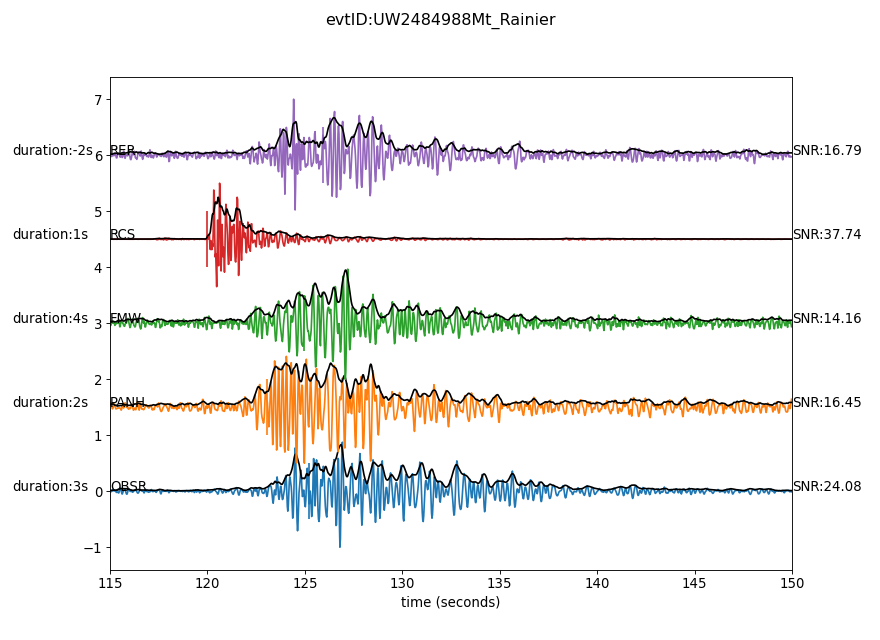 evtID:UW2484988Mt_Rainier
7
duration:-2s RER SNR:16.79
6
5
duration:1s RCS SNR:37.74
4
duration:4s FMW SNR:14.16
3
2
duration:2s PANH SNR:16.45
1
duration:3s OBSR SNR:24.08
0
−1
115 120 125 130 135 140 145 150
time (seconds)